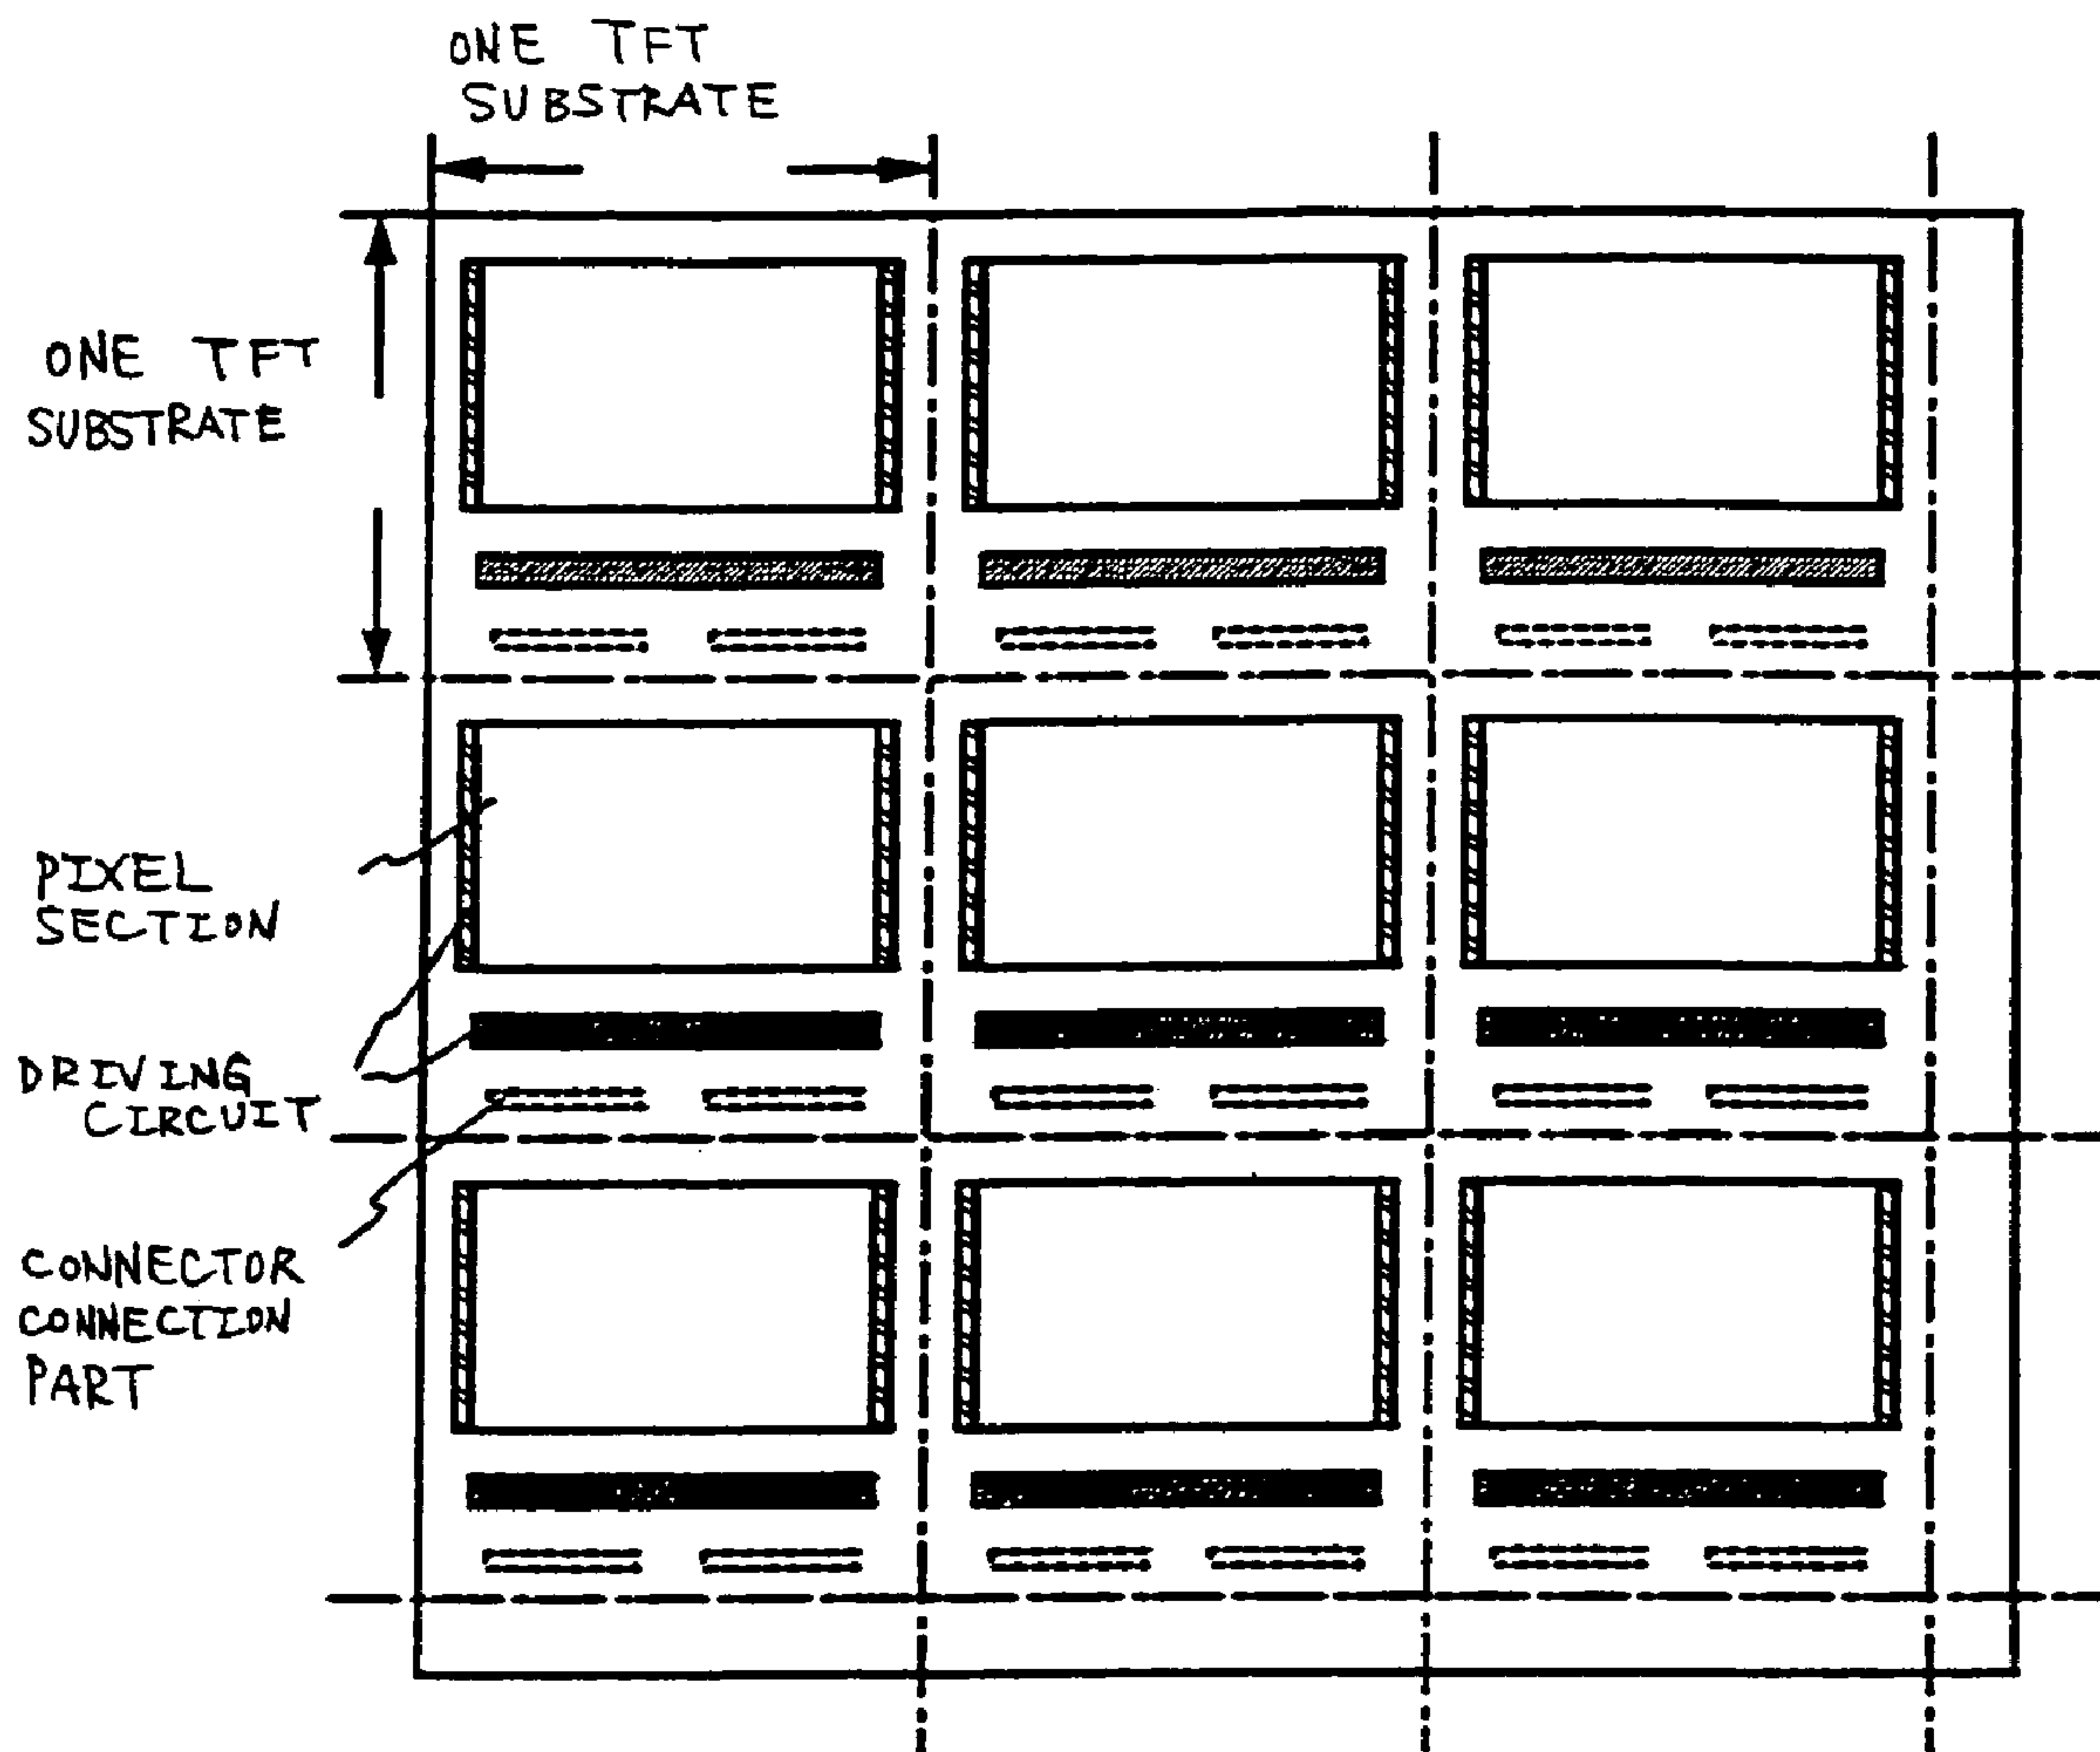 ONE TFT
SUBSTRATE
ONE TFT
SUBSTRATE
PIXEL
SECTION
DRIVING
CIRCUIT
CONNECTOR
CONNECTION
PART